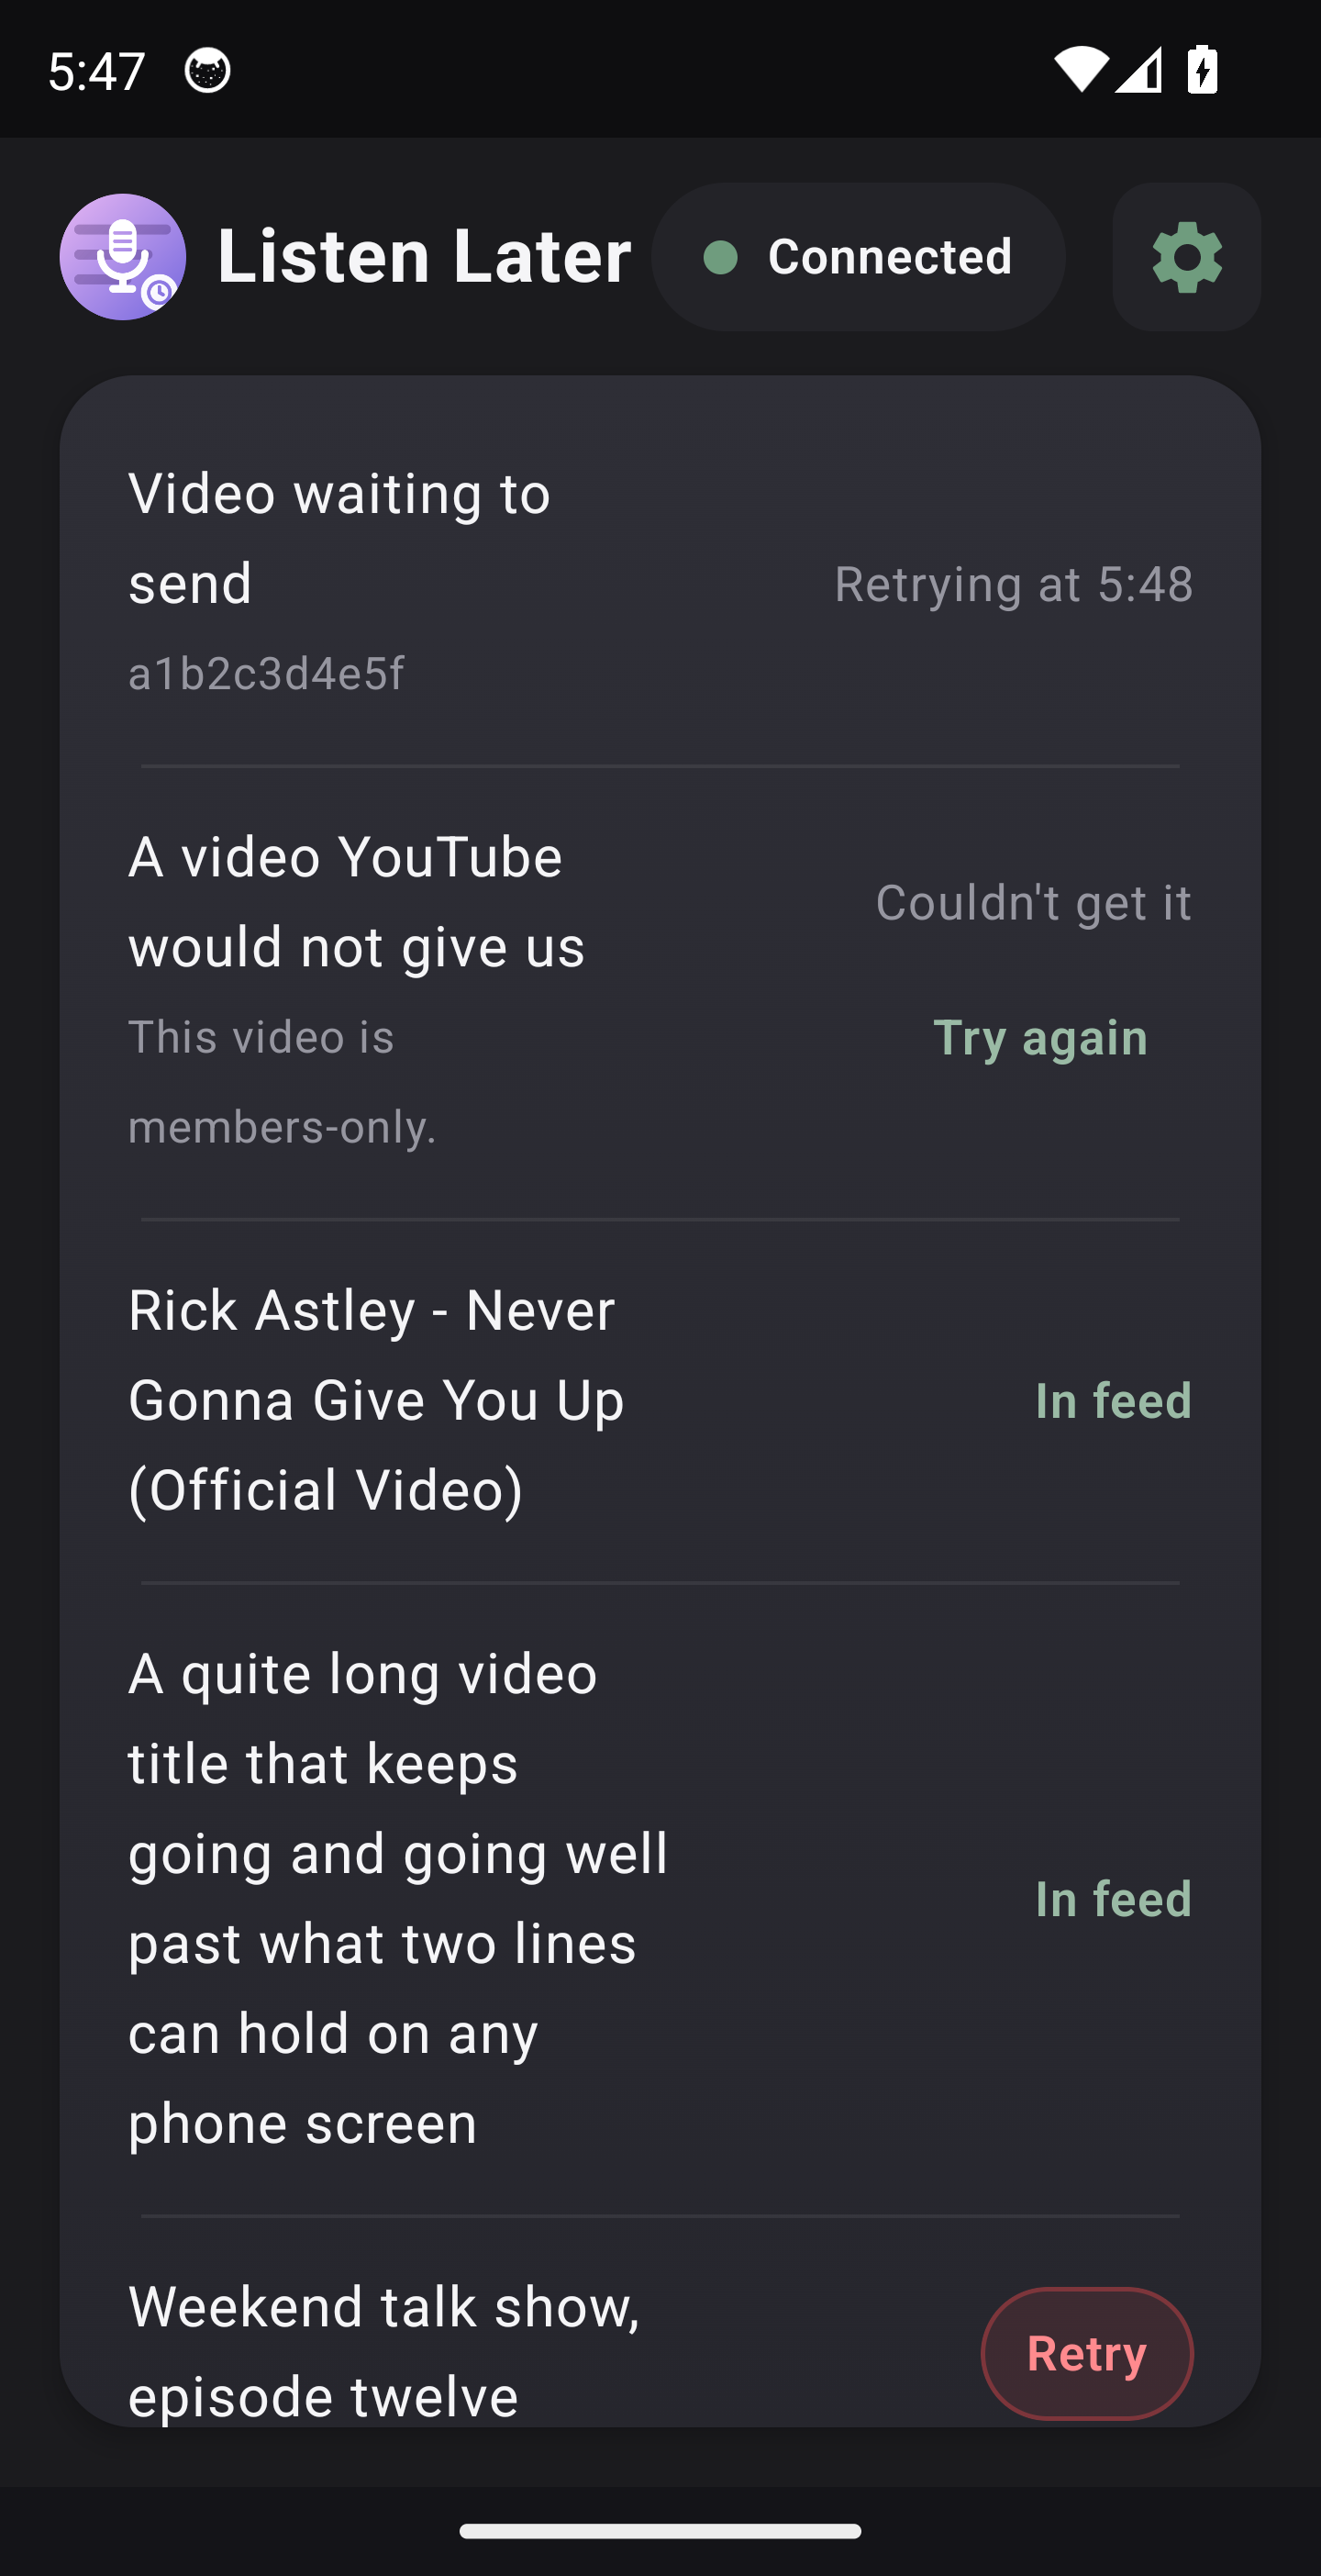 5:47
Listen Later
Connected
Video waiting to
send
a1b2c3d4e5f
Retrying at 5:48
A video YouTube
would not give us
This video is
members-only.
Couldn't get it
Try again
Rick Astley - Never
Gonna Give You Up
(Official Video)
In feed
A quite long video
title that keeps
going and going well
past what two lines
can hold on any
phone screen
In feed
Weekend talk show,
episode twelve
Retry